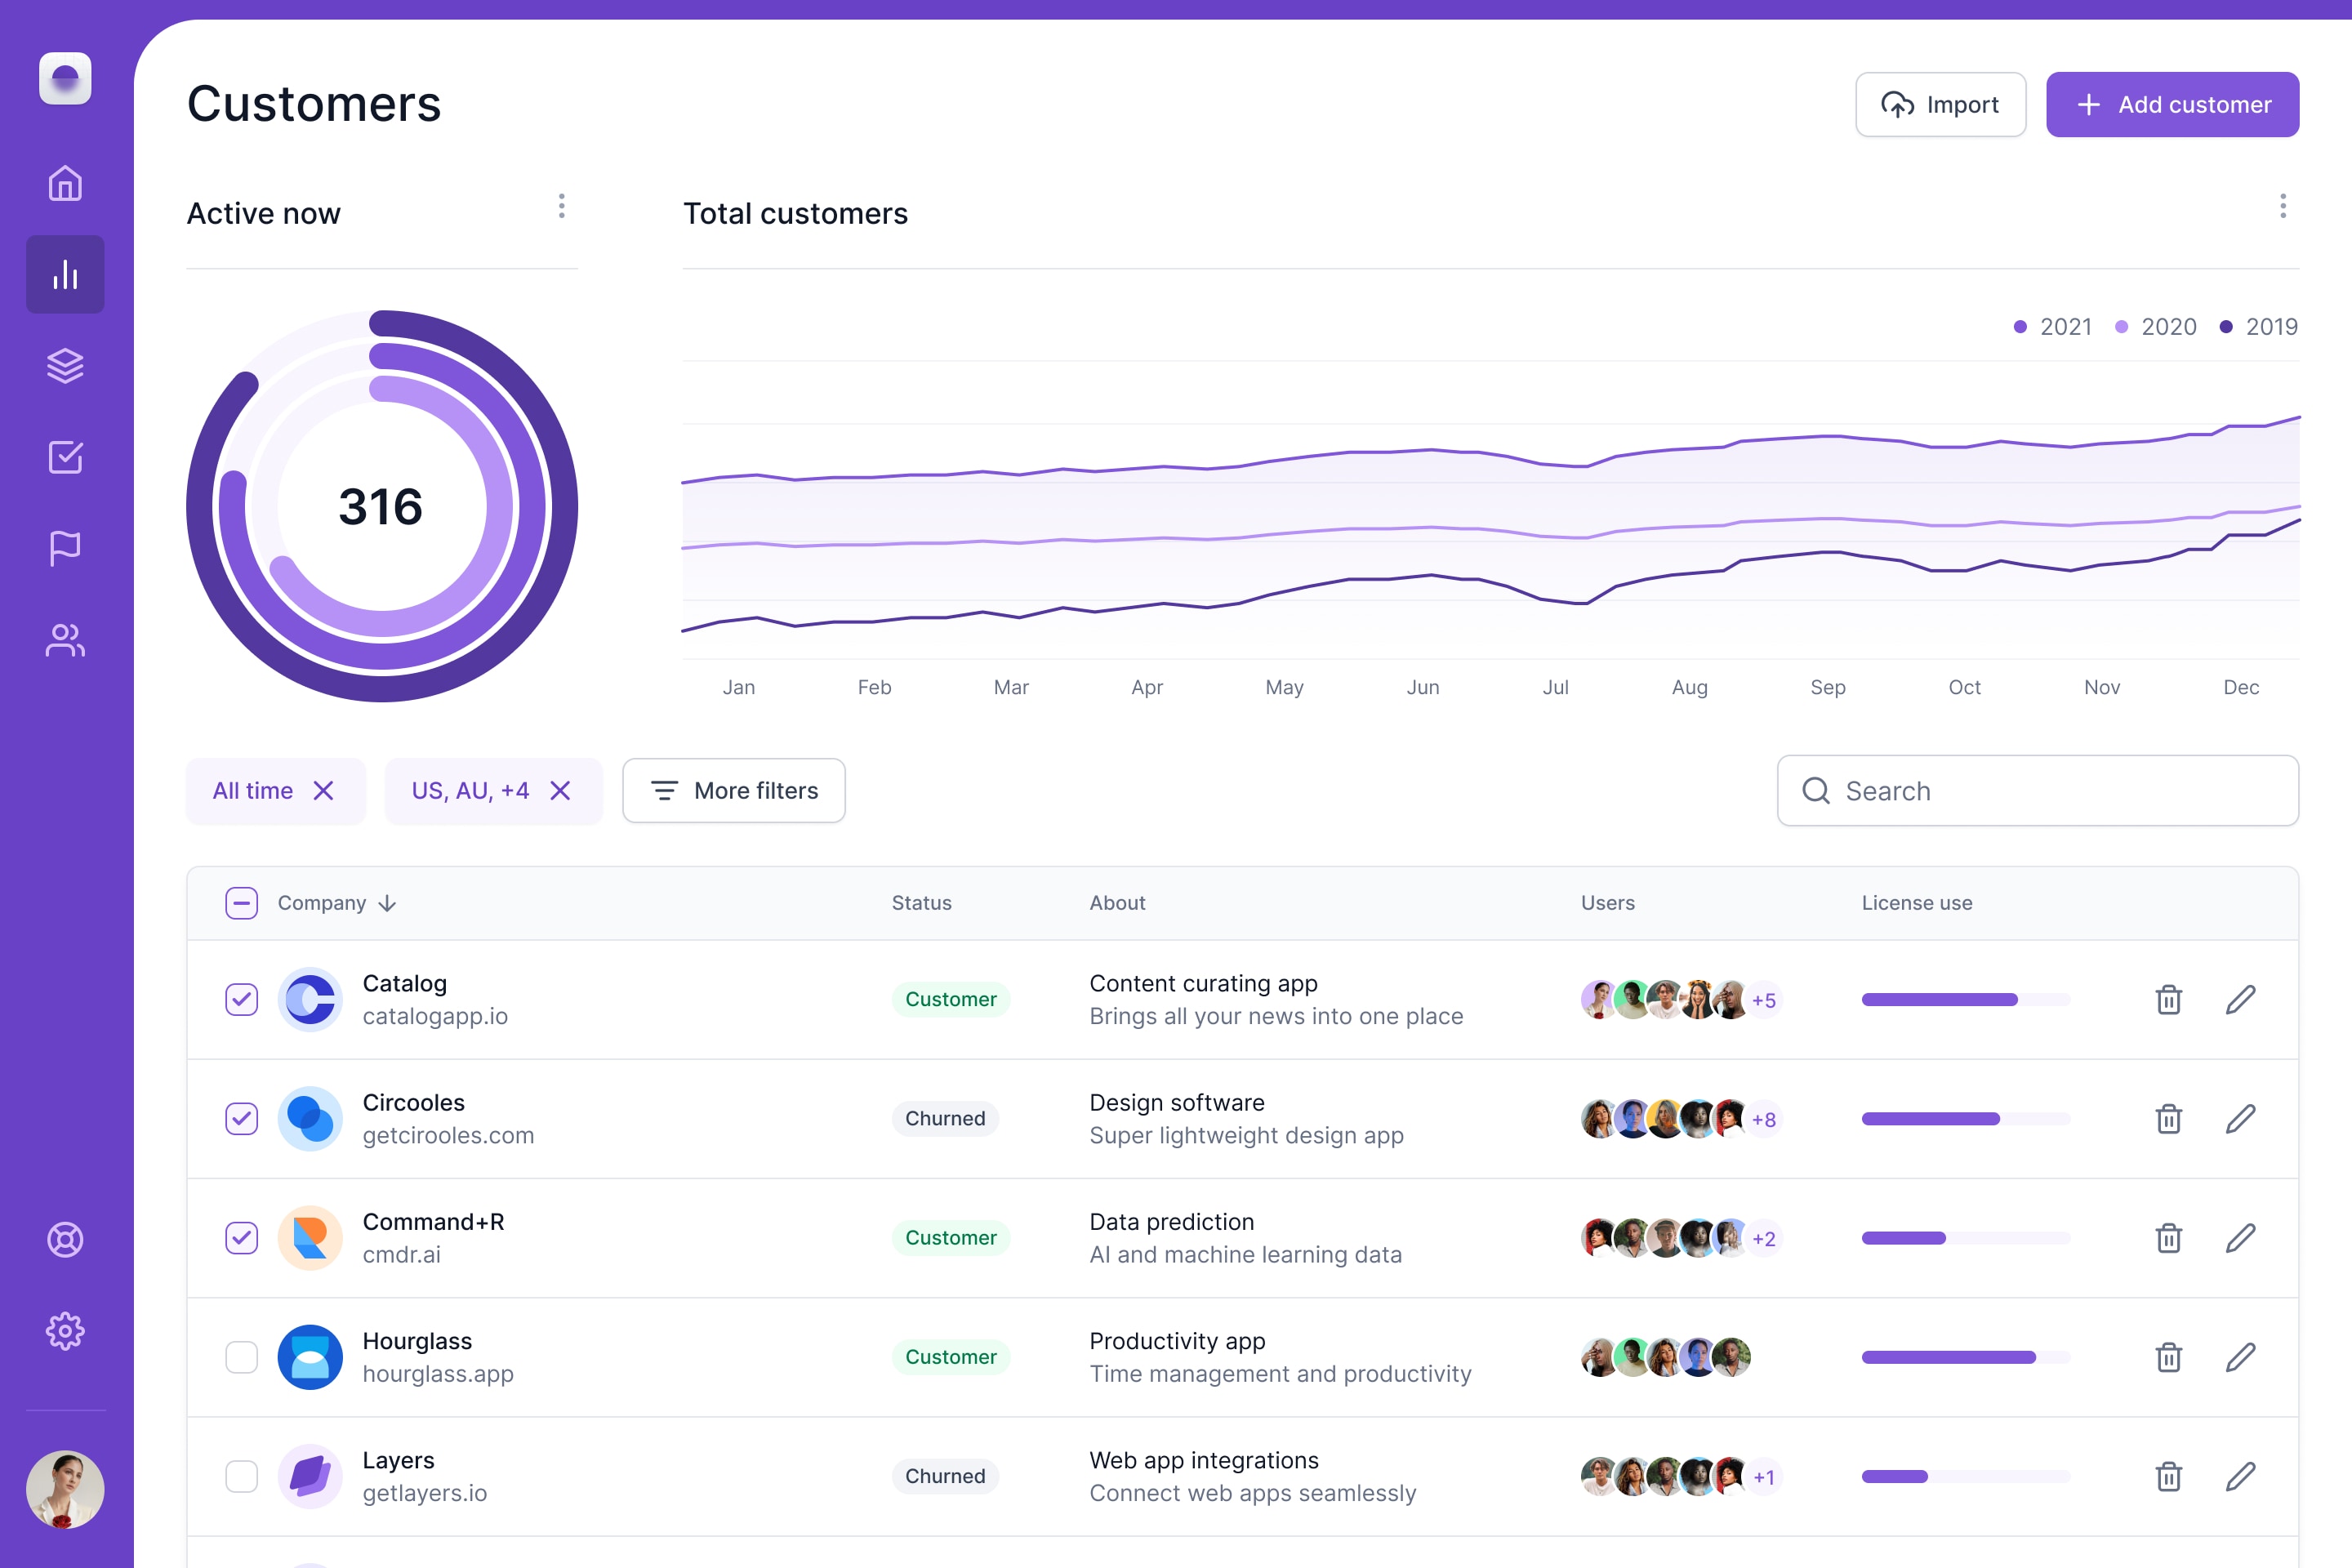 Customers
Import
Add customer
Active now
Total customers
2021 2020 2019
316
Jan Feb Mar Apr May Jun Jul Aug Sep Oct Nov Dec
All time
US, AU, +4
More filters
Search
Company Status About Users License use
Catalog
catalogapp.io
Customer
Content curating app
Brings all your news into one place
+5
Circooles
getcirooles.com
Churned
Design software
Super lightweight design app
+8
Command+R
cmdr.ai
Customer
Data prediction
AI and machine learning data
+2
Hourglass
hourglass.app
Customer
Productivity app
Time management and productivity
Layers
getlayers.io
Churned
Web app integrations
Connect web apps seamlessly
+1